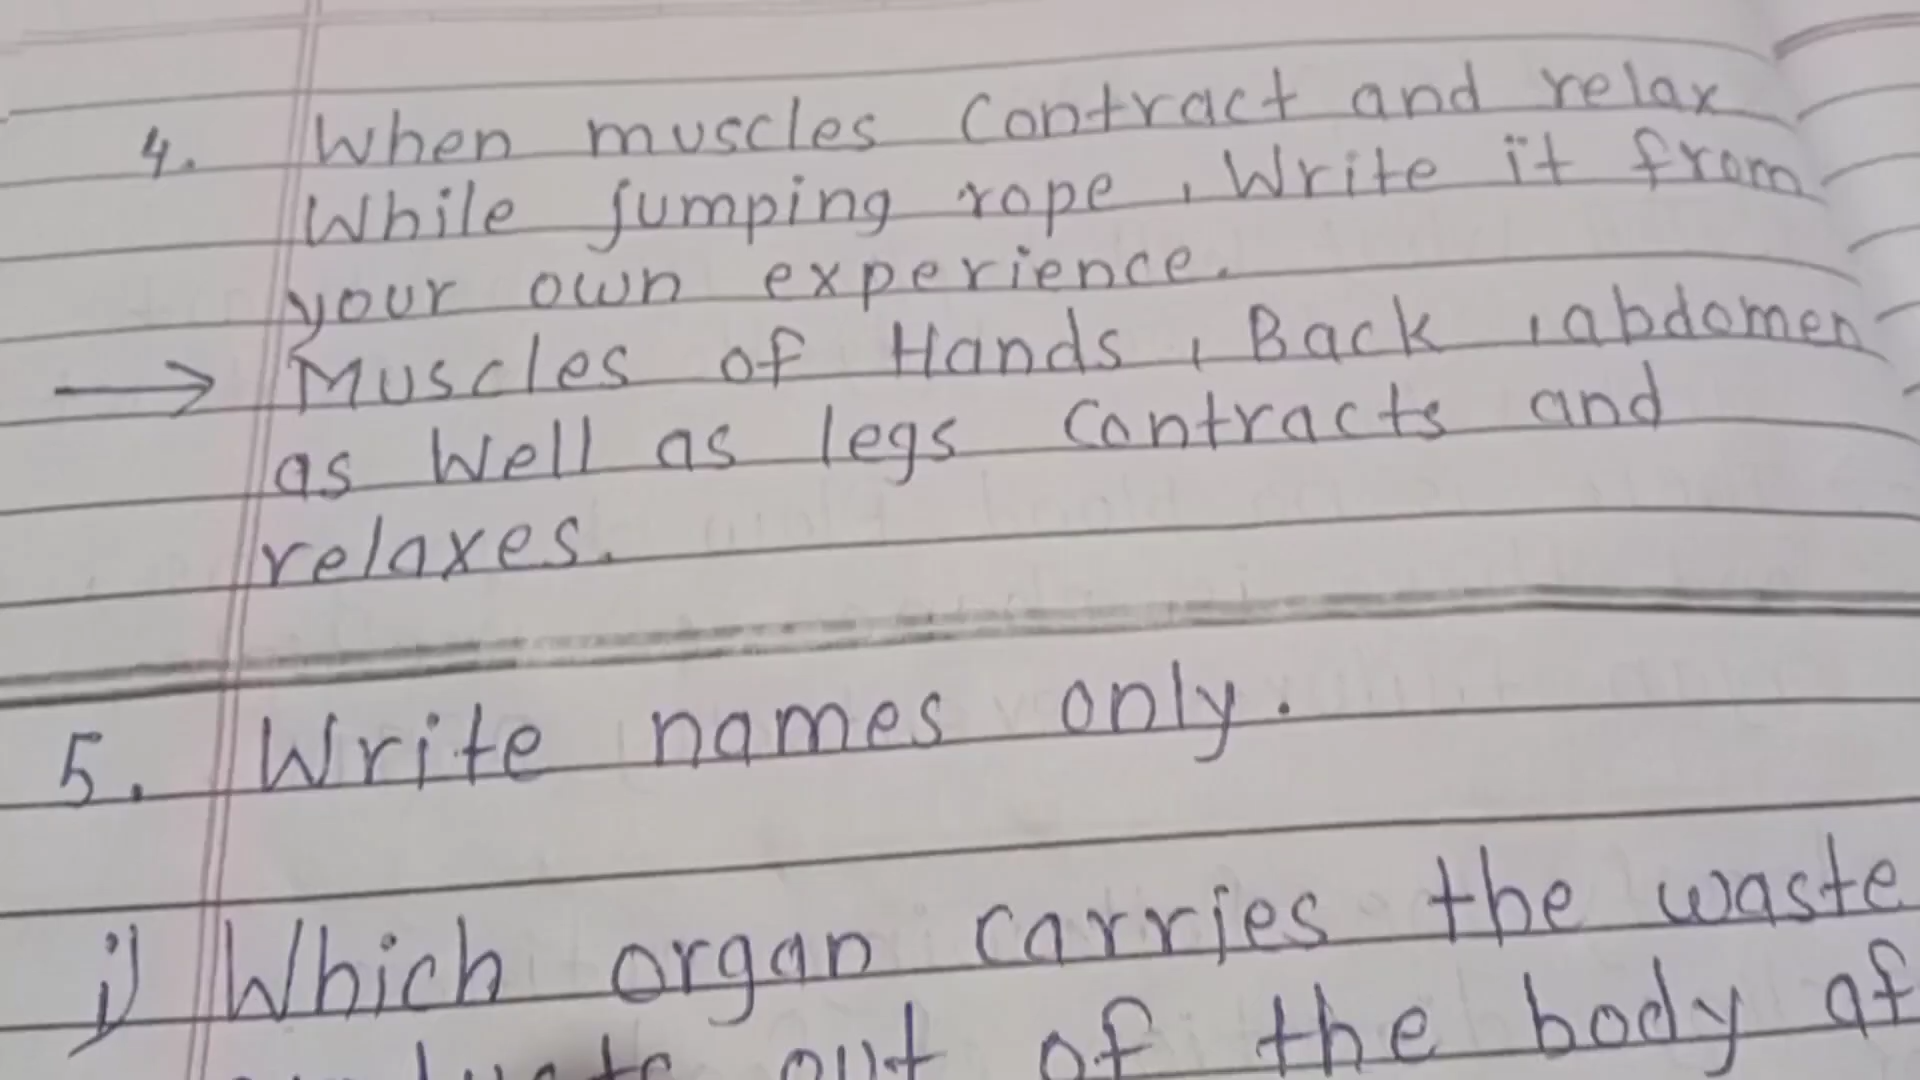 4. When muscles Contract and relax
While jumping rope, Write it from
your own experience.
→ Muscles of Hands, Back, abdomen
as Well as legs Contracts and
relaxes.
5. Write names only.
i) Which organ carries the waste
out of the body of